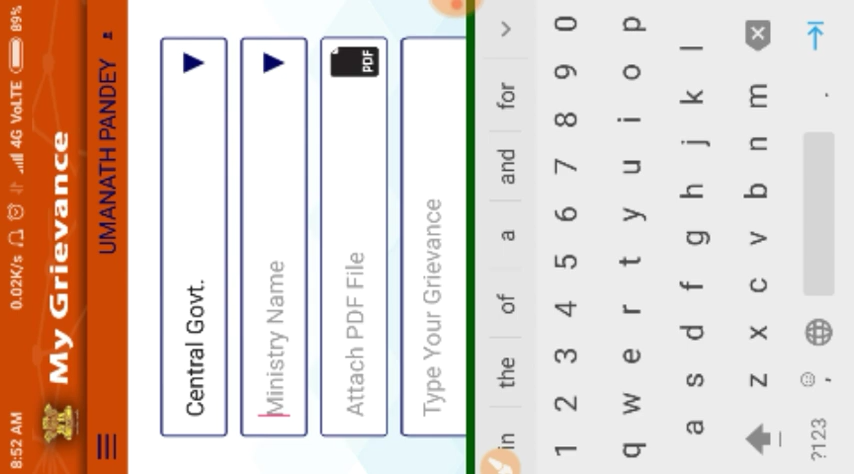 8:52 AM 0.02K/s 4G VoLTE 89%
My Grievance
UMANATH PANDEY
Central Govt.
Ministry Name
Attach PDF File PDF
Type Your Grievance
in the of a and for
1 2 3 4 5 6 7 8 9 0
q w e r t y u i o p
a s d f g h j k l
z x c v b n m
?123 , .